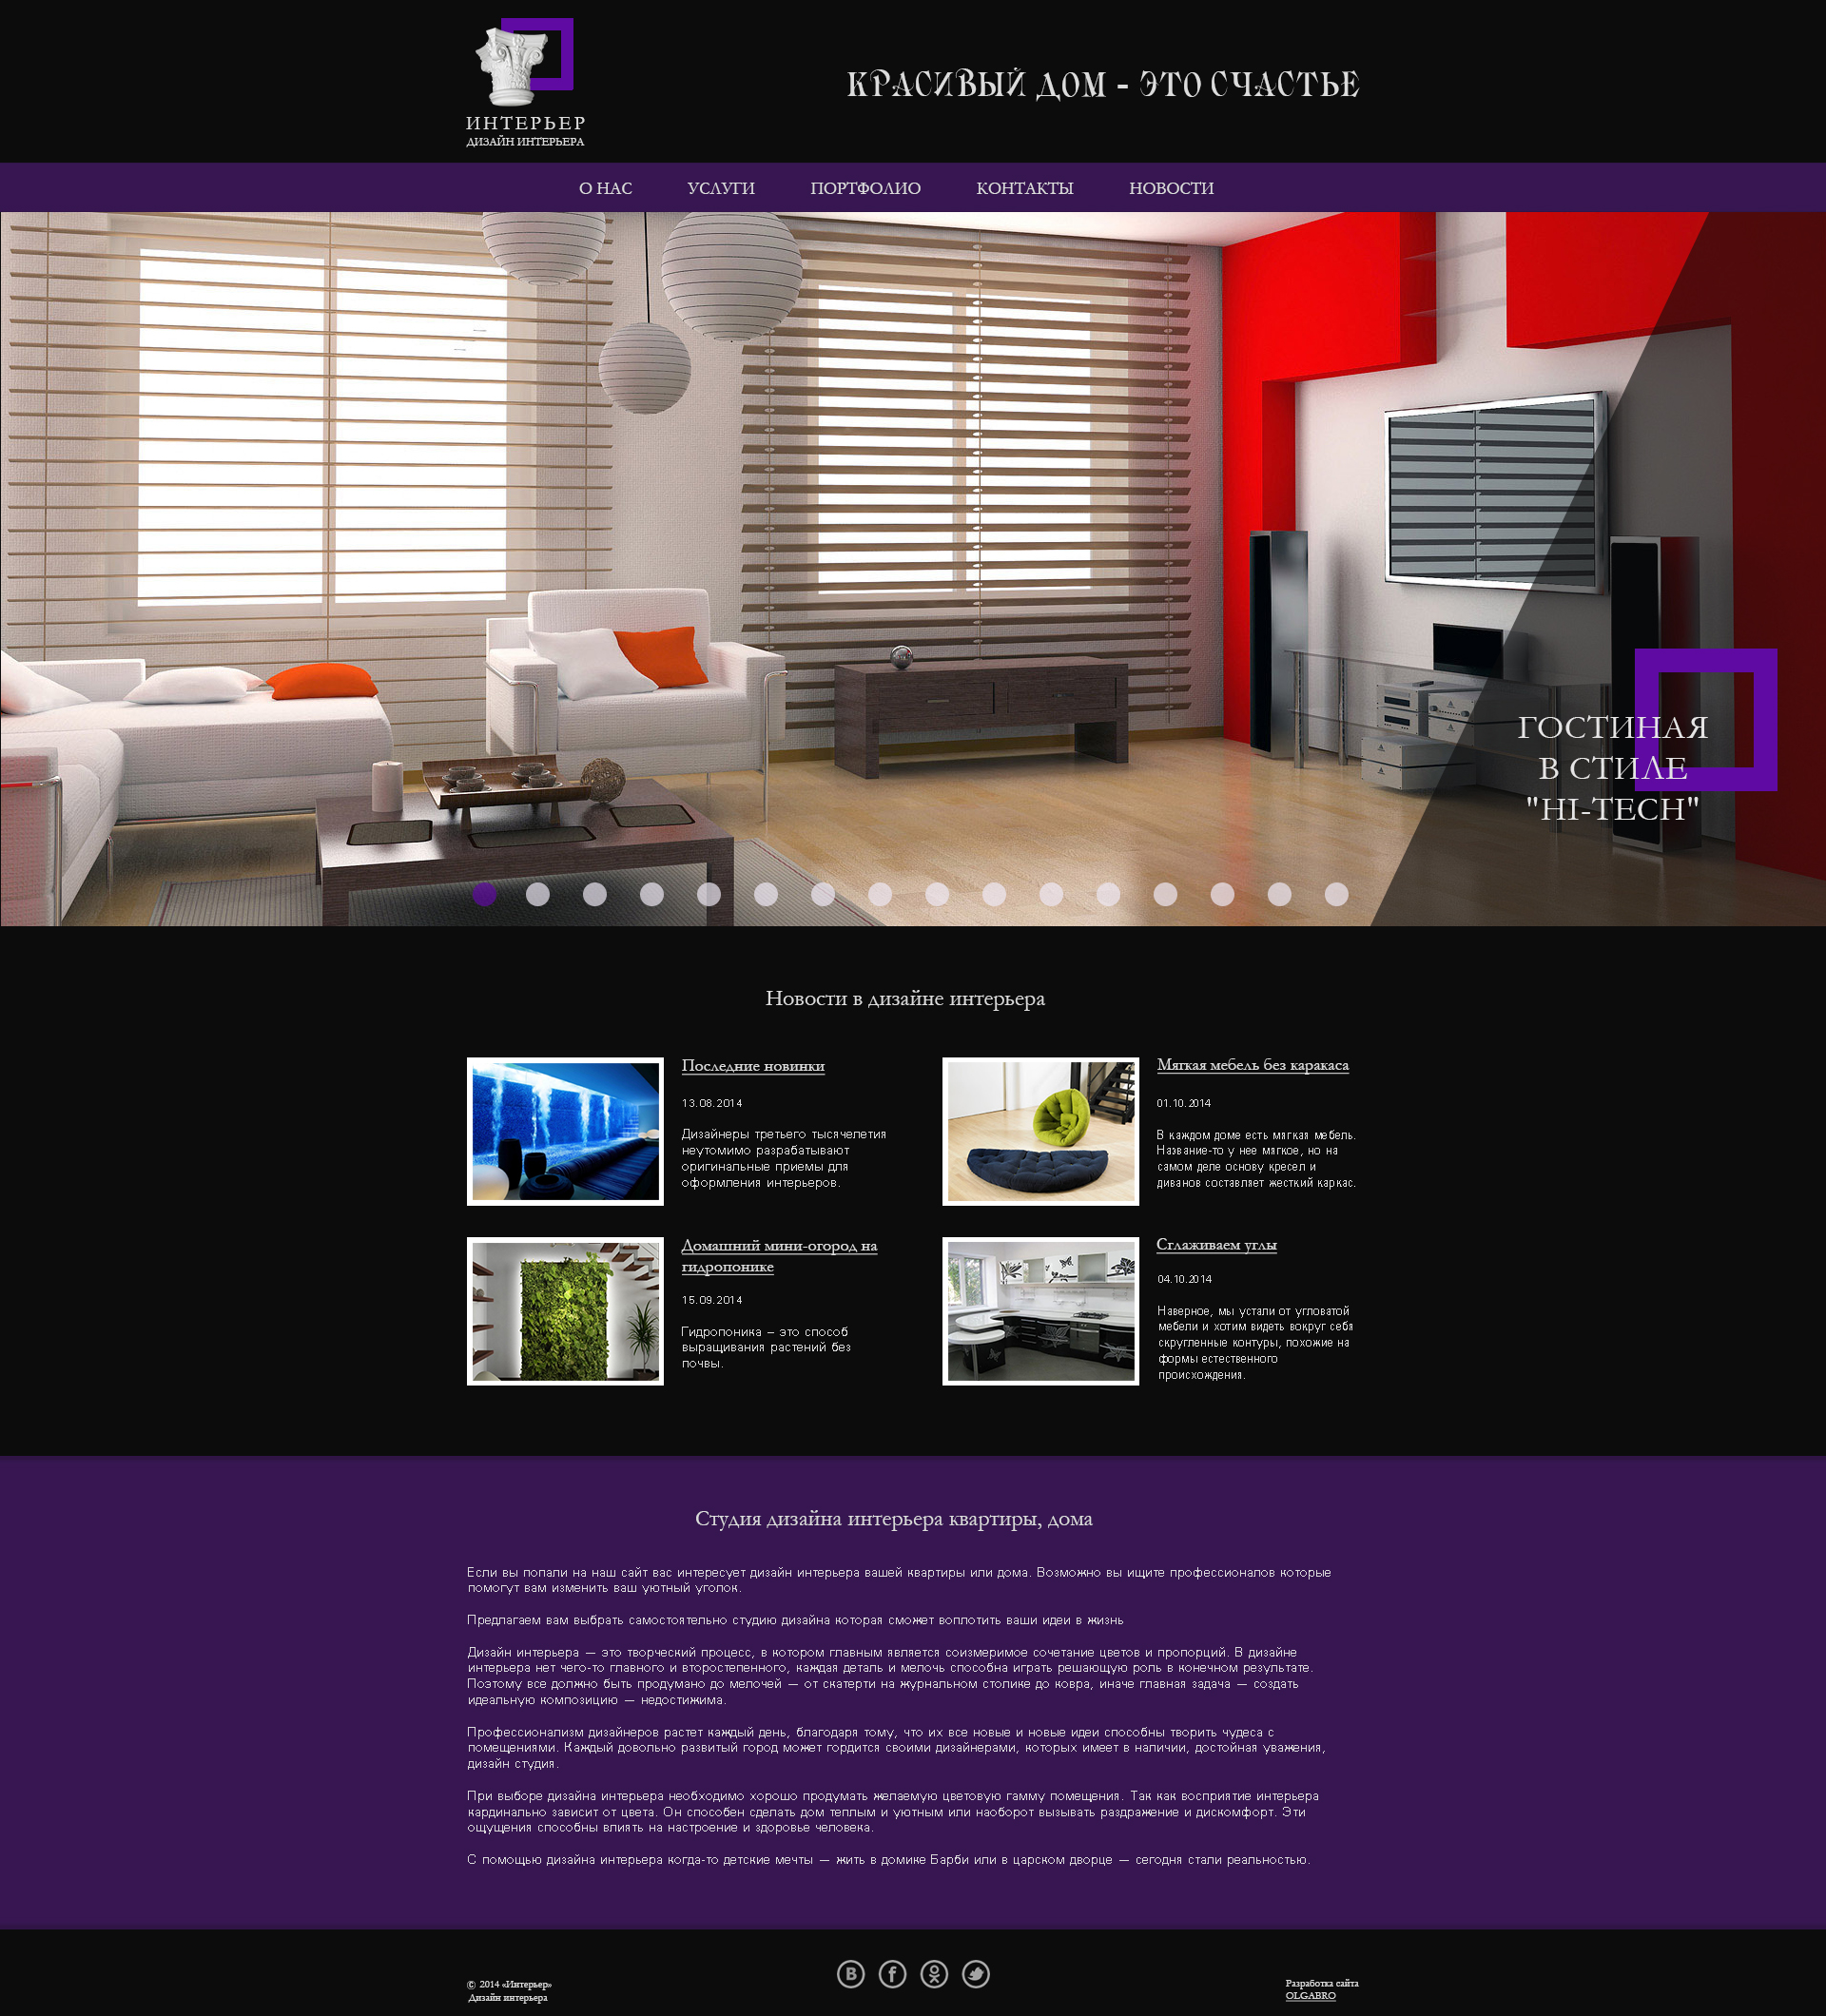 ИНТЕРЬЕР
ДИЗАЙН ИНТЕРЬЕРА
КРАСИВЫЙ ДОМ - ЭТО СЧАСТЬЕ
О НАС УСЛУГИ ПОРТФОЛИО КОНТАКТЫ НОВОСТИ
ГОСТИНАЯ
В СТИЛЕ
"HI-TECH"
Новости в дизайне интерьера
Последние новинки
13.08.2014
Дизайнеры третьего тысячелетия
неутомимо разрабатывают
оригинальные приемы для
оформления интерьеров.
Мягкая мебель без каракаса
01.10.2014
В каждом доме есть мягкая мебель.
Название-то у нее мягкое, но на
самом деле основу кресел и
диванов составляет жесткий каркас.
Домашний мини-огород на
гидропонике
15.09.2014
Гидропоника – это способ
выращивания растений без
почвы.
Сглаживаем углы
04.10.2014
Наверное, мы устали от угловатой
мебели и хотим видеть вокруг себя
скругленные контуры, похожие на
формы естественного
происхождения.
Студия дизайна интерьера квартиры, дома
Если вы попали на наш сайт вас интересует дизайн интерьера вашей квартиры или дома. Возможно вы ищите профессионалов которые
помогут вам изменить ваш уютный уголок.
Предлагаем вам выбрать самостоятельно студию дизайна которая сможет воплотить ваши идеи в жизнь
Дизайн интерьера — это творческий процесс, в котором главным является соизмеримое сочетание цветов и пропорций. В дизайне
интерьера нет чего-то главного и второстепенного, каждая деталь и мелочь способна играть решающую роль в конечном результате.
Поэтому все должно быть продумано до мелочей — от скатерти на журнальном столике до ковра, иначе главная задача — создать
идеальную композицию — недостижима.
Профессионализм дизайнеров растет каждый день, благодаря тому, что их все новые и новые идеи способны творить чудеса с
помещениями. Каждый довольно развитый город может гордится своими дизайнерами, которых имеет в наличии, достойная уважения,
дизайн студия.
При выборе дизайна интерьера необходимо хорошо продумать желаемую цветовую гамму помещения. Так как восприятие интерьера
кардинально зависит от цвета. Он способен сделать дом теплым и уютным или наоборот вызывать раздражение и дискомфорт. Эти
ощущения способны влиять на настроение и здоровье человека.
С помощью дизайна интерьера когда-то детские мечты — жить в домике Барби или в царском дворце — сегодня стали реальностью.
© 2014 «Интерьер»
Дизайн интерьера
Разработка сайта
OLGABRO